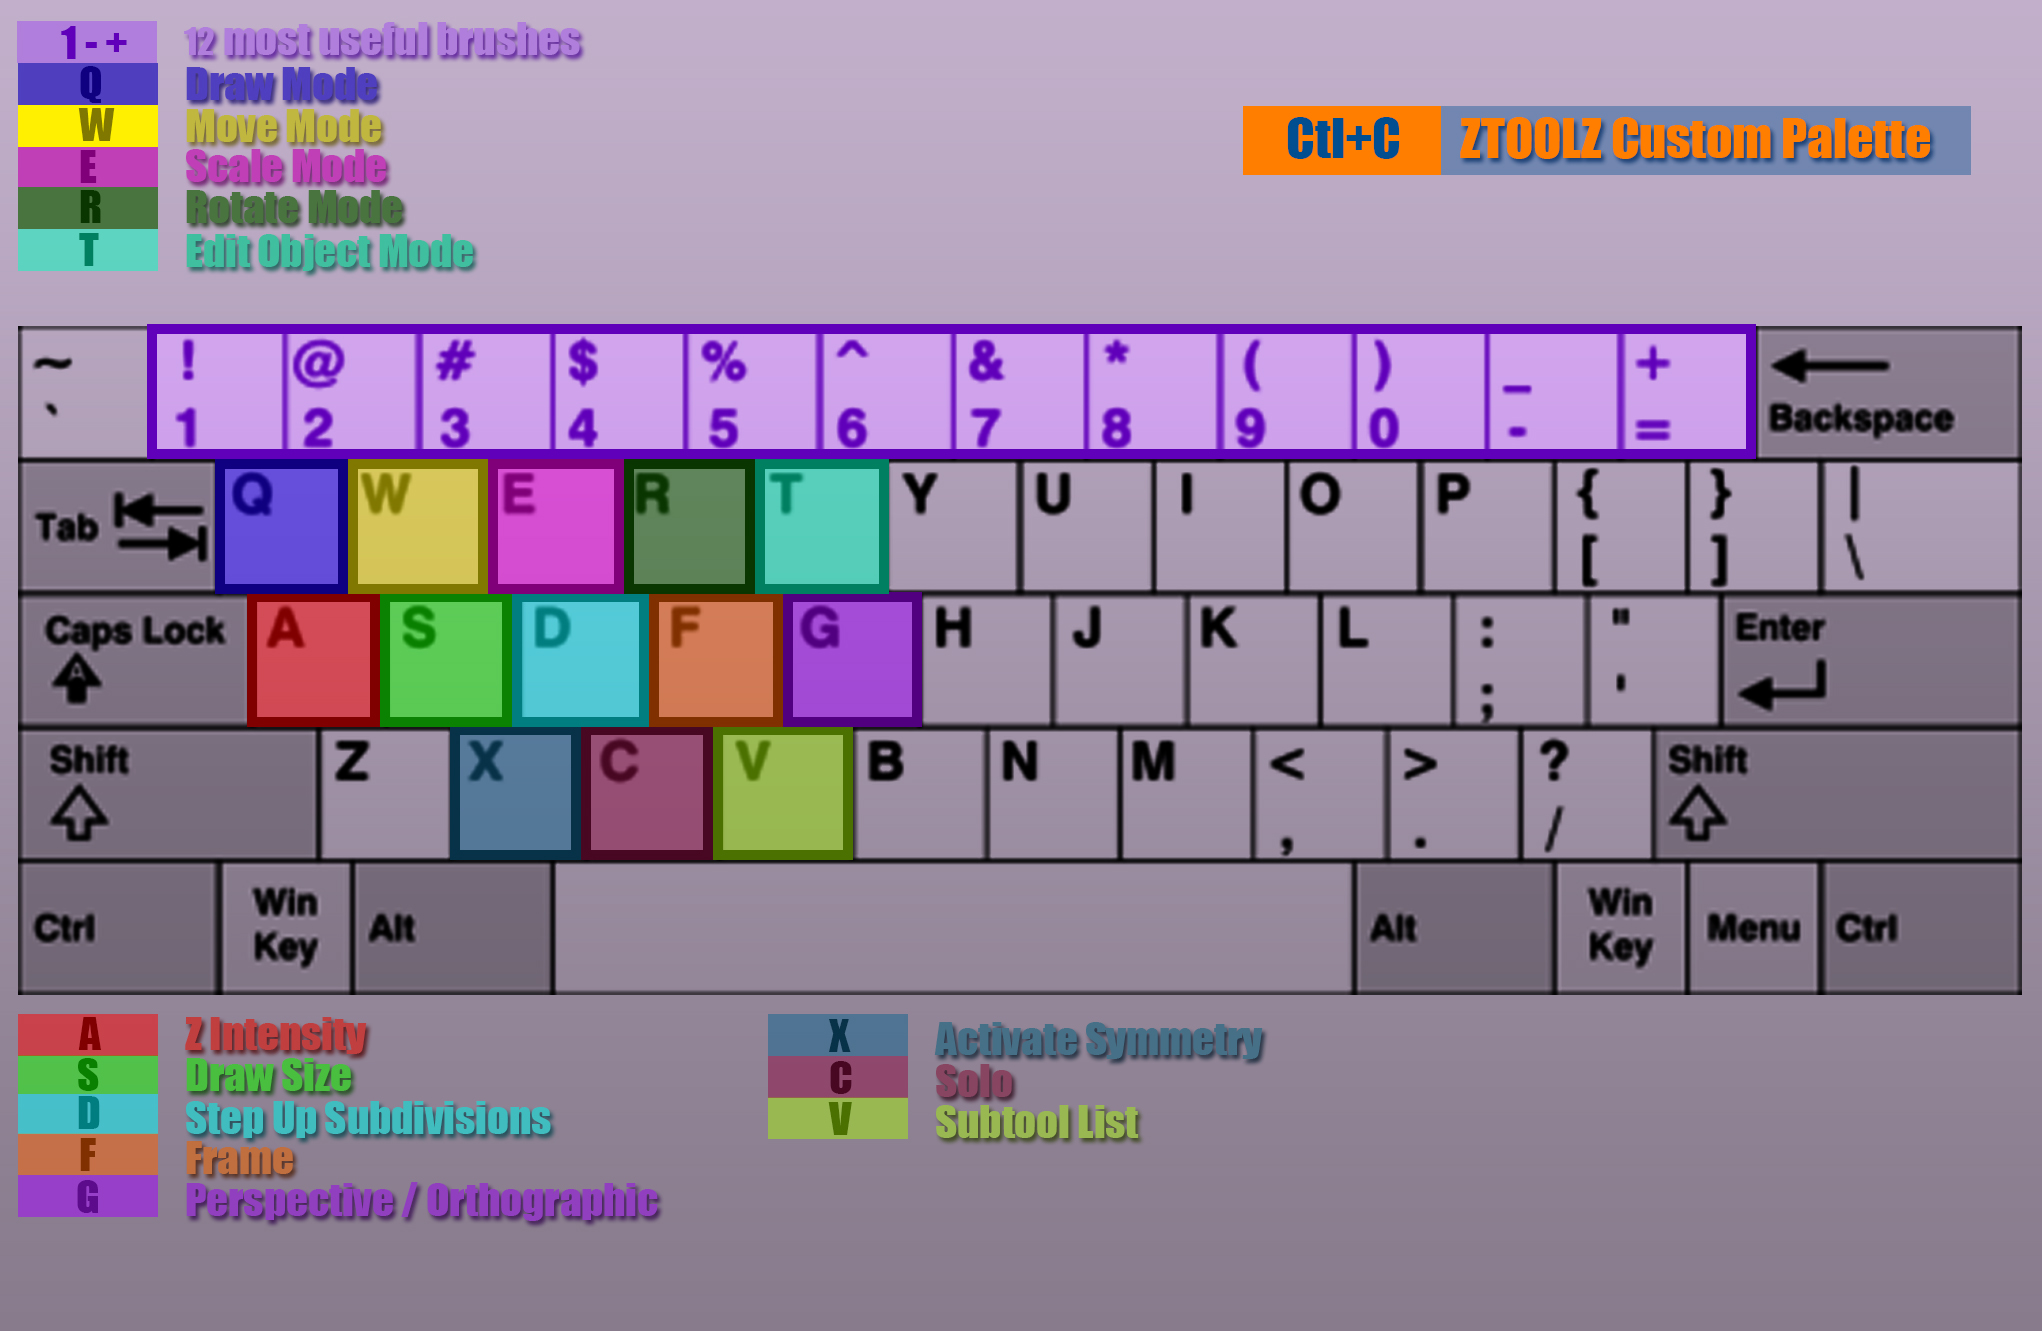 1 - + 12 most useful brushes
Q Draw Mode
W Move Mode
E Scale Mode
R Rotate Mode
T Edit Object Mode
Ctl+C ZTOOLZ Custom Palette
~ ! @ # $ % ^ & * ( ) _ +
` 1 2 3 4 5 6 7 8 9 0 - = Backspace
Tab Q W E R T Y U I O P { } |
[ ] \
Caps Lock A S D F G H J K L : " Enter
A ; '
Shift Z X C V B N M < > ? Shift
, . /
Ctrl Win Key Alt Alt Win Key Menu Ctrl
A Z Intensity
S Draw Size
D Step Up Subdivisions
F Frame
G Perspective / Orthographic
X Activate Symmetry
C Solo
V Subtool List